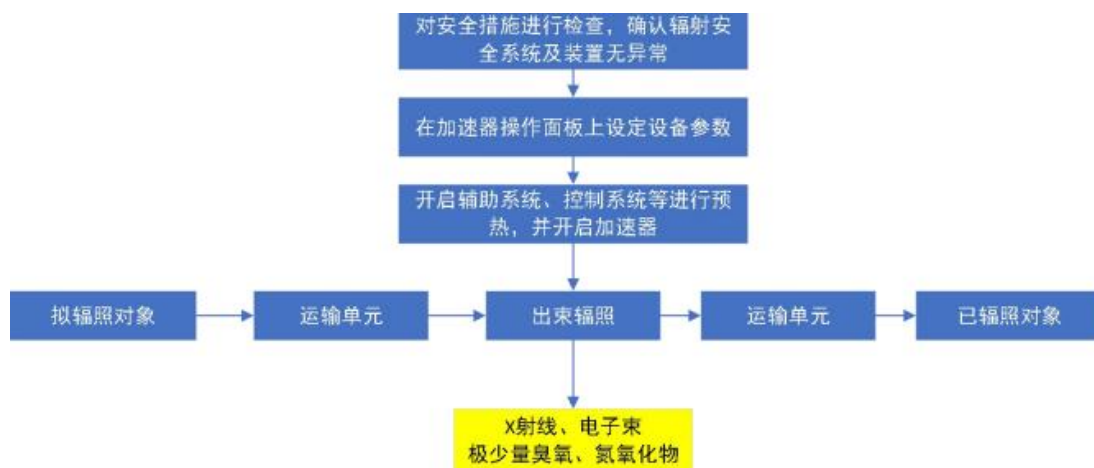 对安全措施进行检查，确认辐射安
全系统及装置无异常
在加速器操作面板上设定设备参数
开启辅助系统、控制系统等进行预
热，并开启加速器
拟辐照对象
运输单元
出束辐照
运输单元
已辐照对象
X射线、电子束
极少量臭氧、氮氧化物